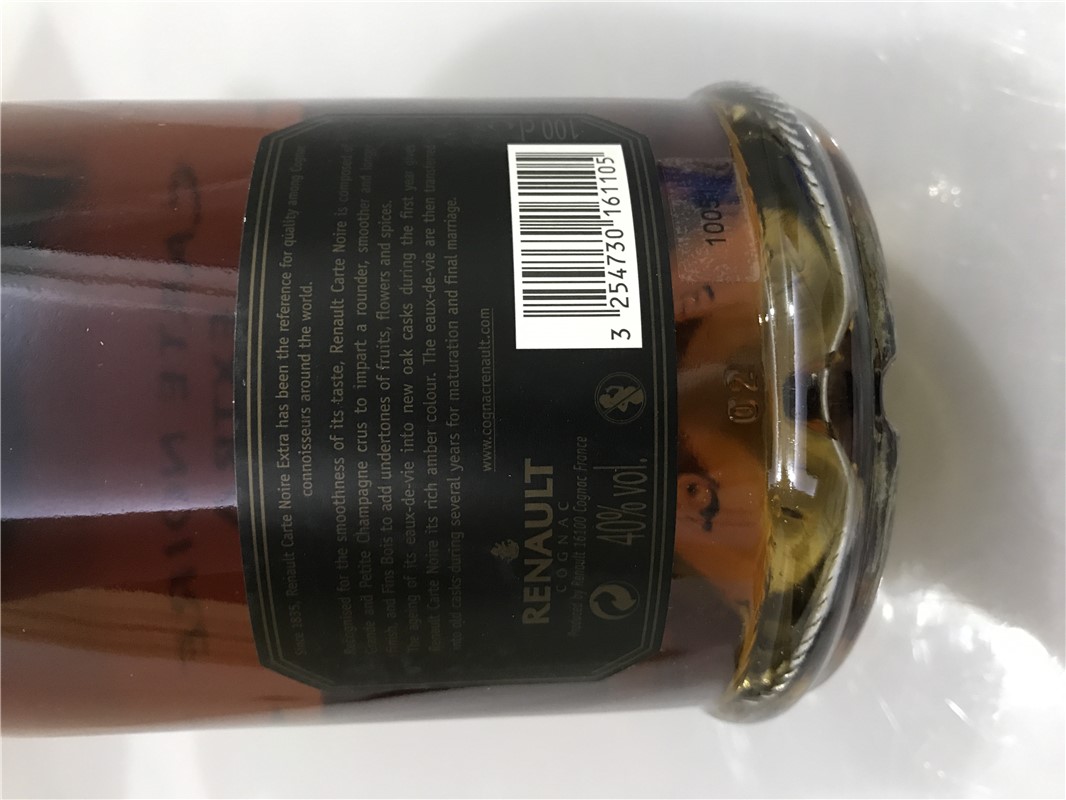 Since 1835, Renault Carte Noire Extra has been the reference for quality among Cognac
connoisseurs around the world.
Recognised for the smoothness of its taste, Renault Carte Noire is composed of
Grande and Petite Champagne crus to impart a rounder, smoother and
and Fins Bois to add undertones of fruits, flowers and spices.
The ageing of its eaux-de-vie into new oak casks during the first year gives
Renault Carte Noire its rich amber colour. The eaux-de-vie are then transferred
into old casks during several years for maturation and final marriage.
www.cognacrenault.com
RENAULT
COGNAC
Produced by Renault 16100 Cognac France
40% vol.
100 cl
3 254730 161105
02